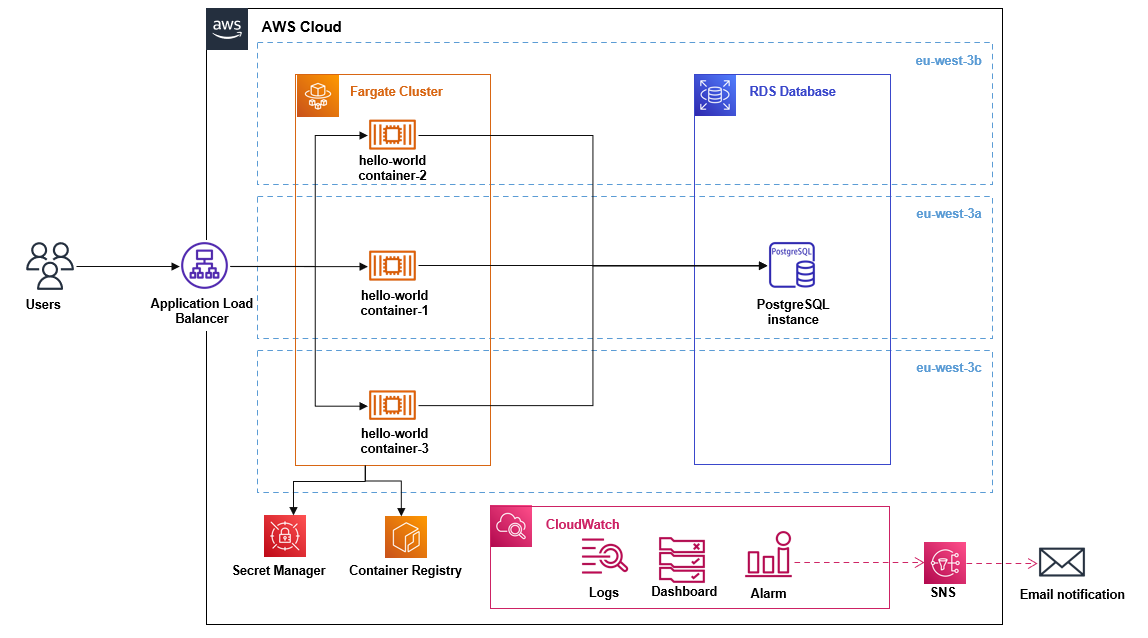 aws
AWS Cloud
eu-west-3b
Fargate Cluster
RDS Database
hello-world
container-2
eu-west-3a
PostgreSQL
Users
Application Load
Balancer
hello-world
container-1
PostgreSQL
instance
eu-west-3c
hello-world
container-3
CloudWatch
Secret Manager
Container Registry
Logs
Dashboard
Alarm
SNS
Email notification